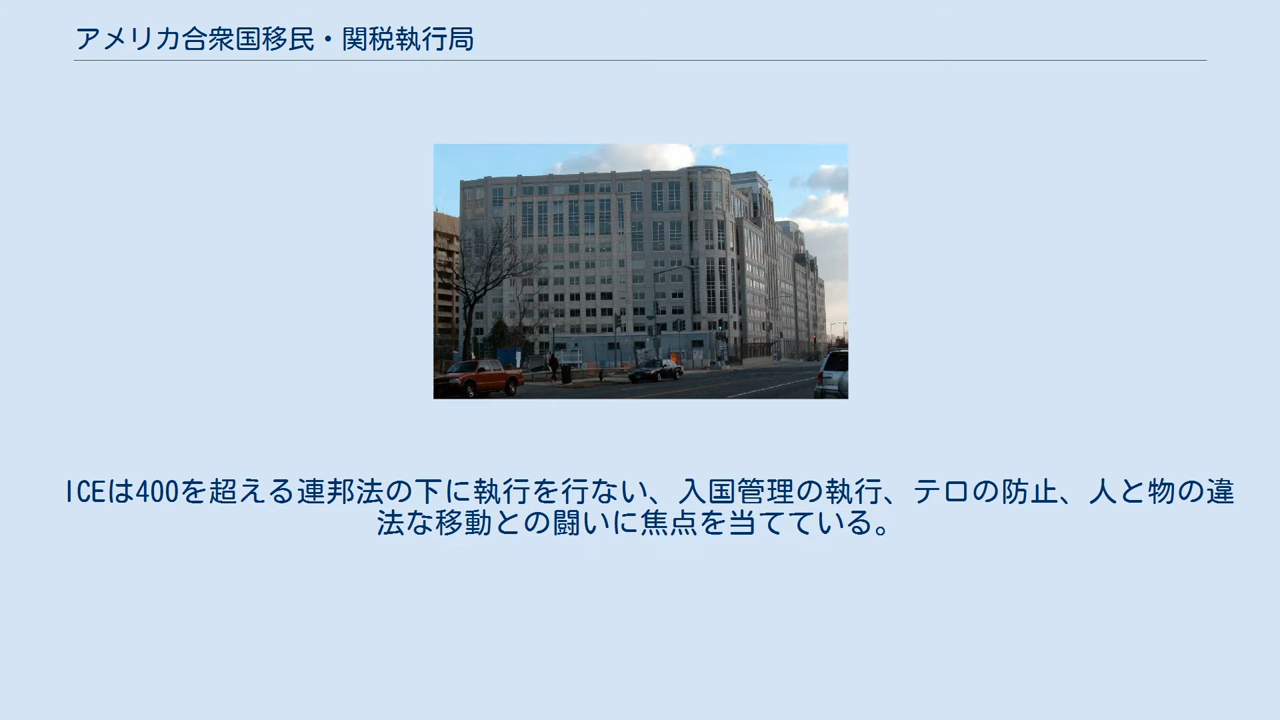 アメリカ合衆国移民・関税執行局
ICEは400を超える連邦法の下に執行を行ない、入国管理の執行、テロの防止、人と物の違
法な移動との闘いに焦点を当てている。